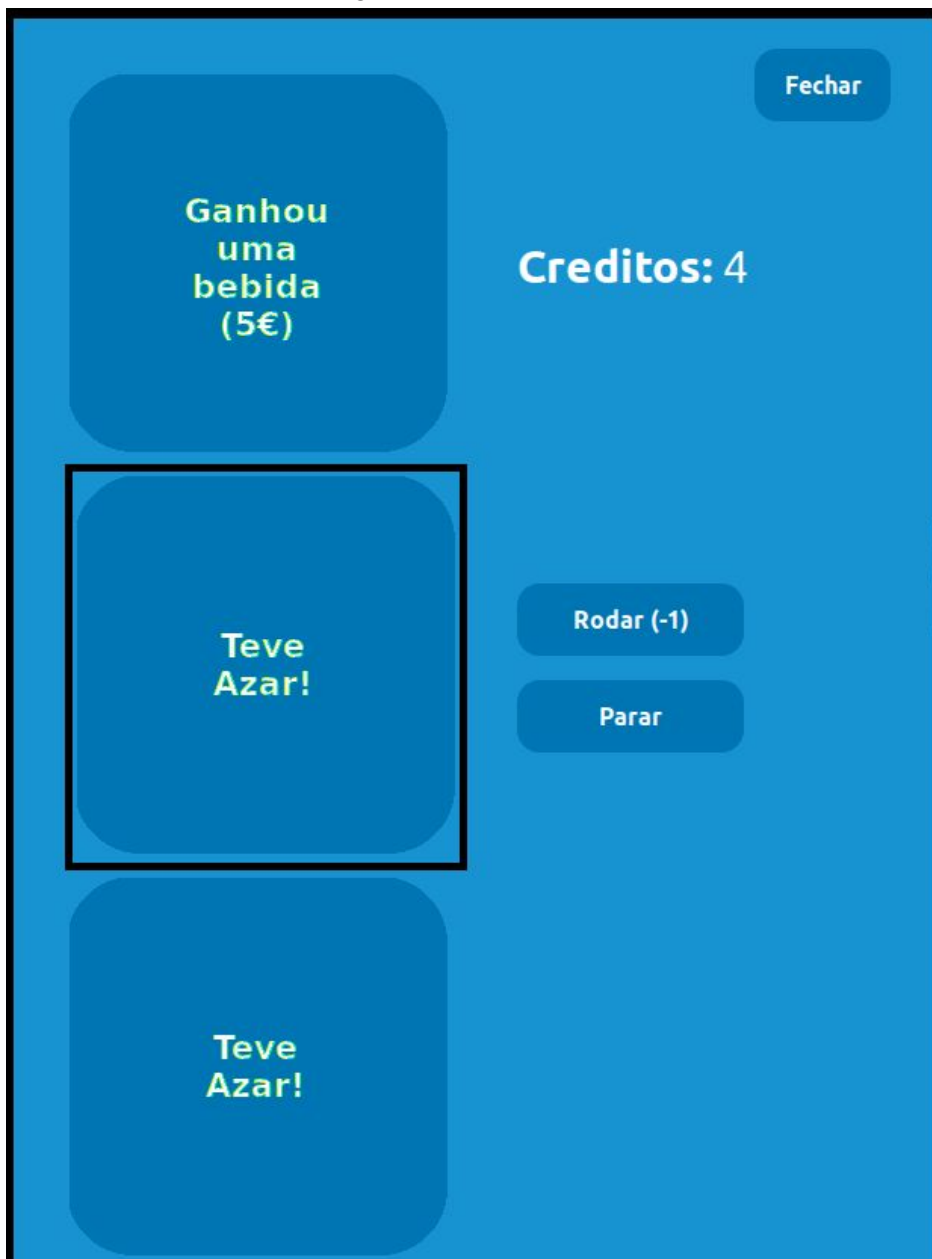 Fechar
Ganhou
uma
bebida
(5€)
Creditos: 4
Teve
Azar!
Rodar (-1)
Parar
Teve
Azar!